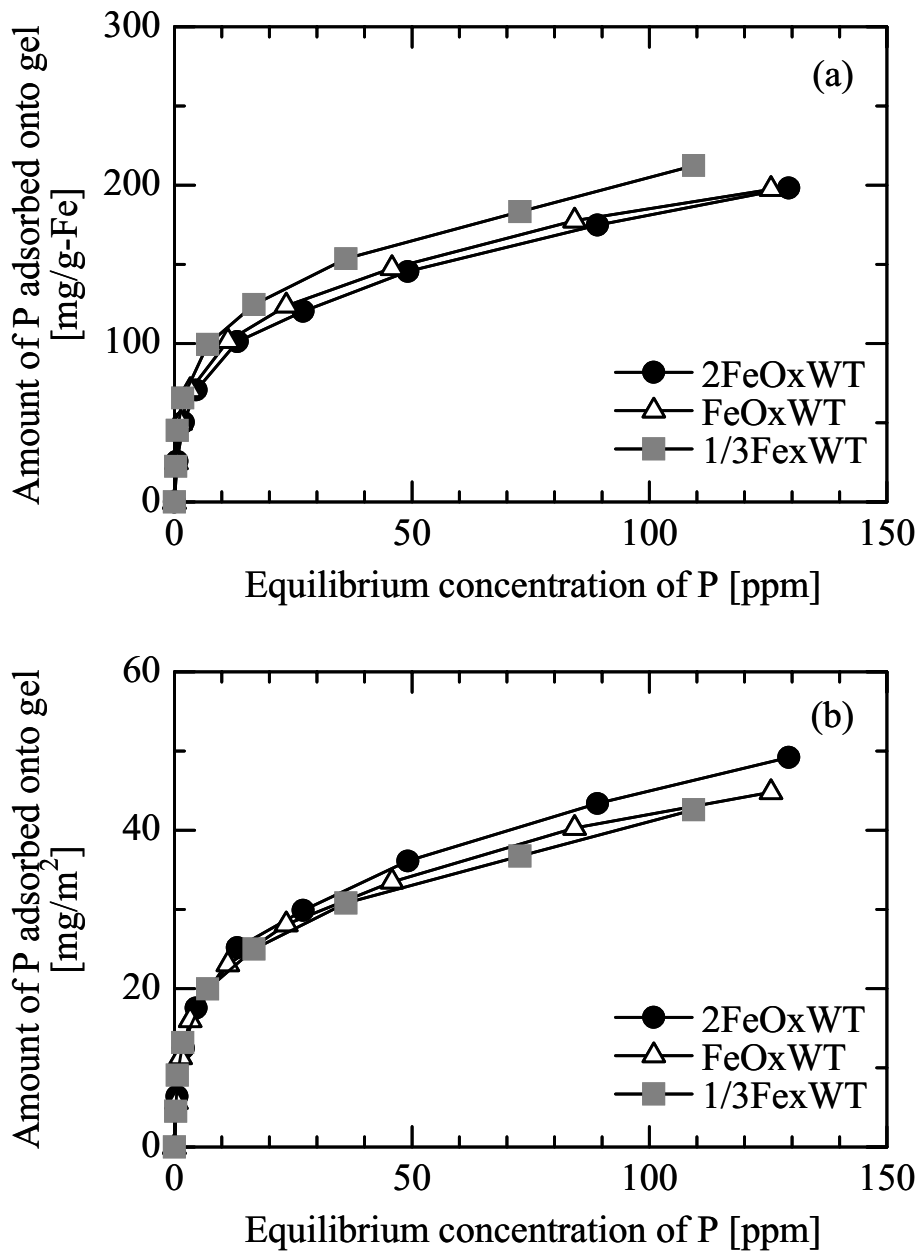 300
(a)
200
100
0
Amount of P adsorbed onto gel
[mg/g-Fe]
2FeOxWT
FeOxWT
1/3FexWT
0 50 100 150
Equilibrium concentration of P [ppm]
60
(b)
40
20
0
Amount of P adsorbed onto gel
[mg/m²]
2FeOxWT
FeOxWT
1/3FexWT
0 50 100 150
Equilibrium concentration of P [ppm]